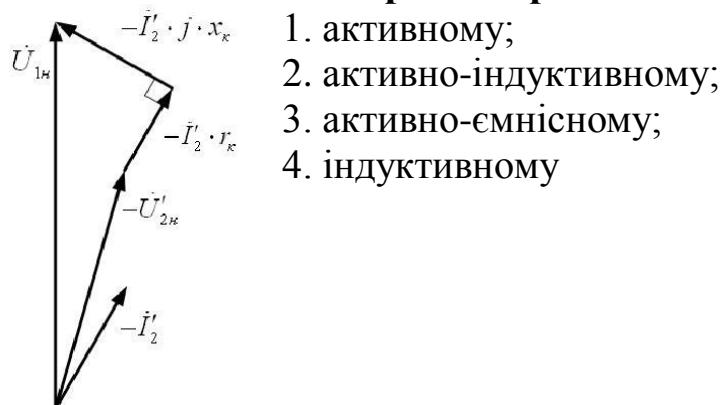 −İ′₂ · j · xк
U̇₁н
−İ′₂ · rк
−U̇′₂н
−İ′₂
1. активному;
2. активно-індуктивному;
3. активно-ємнісному;
4. індуктивному